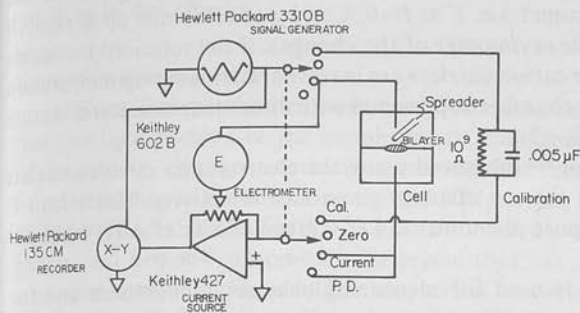 Hewlett Packard 3310B
SIGNAL GENERATOR
Keithley
602 B
E
ELECTROMETER
Spreader
BILAYER
Cell
10⁹
Ω
.005 µF
Calibration
Cal.
Zero
Current
P. D.
Hewlett Packard
135 CM
RECORDER
X-Y
+
Keithley 427
CURRENT
SOURCE